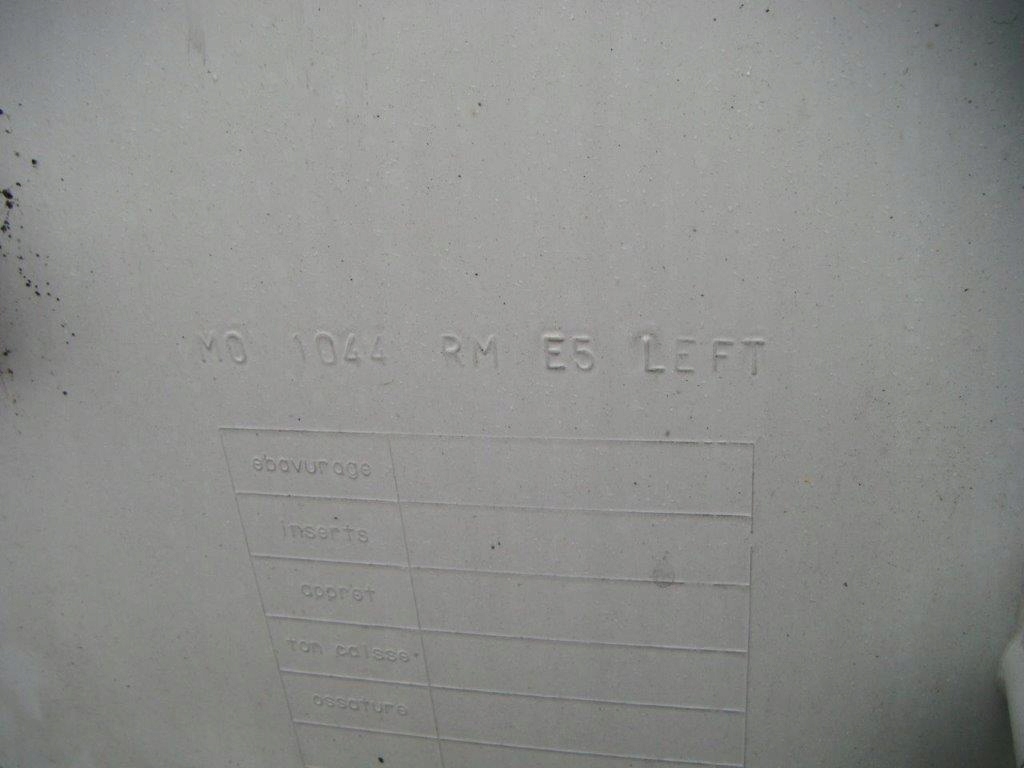 MO 1044 RM E5 LEFT
ebavurage
inserts
appret
ton caisse
ossature